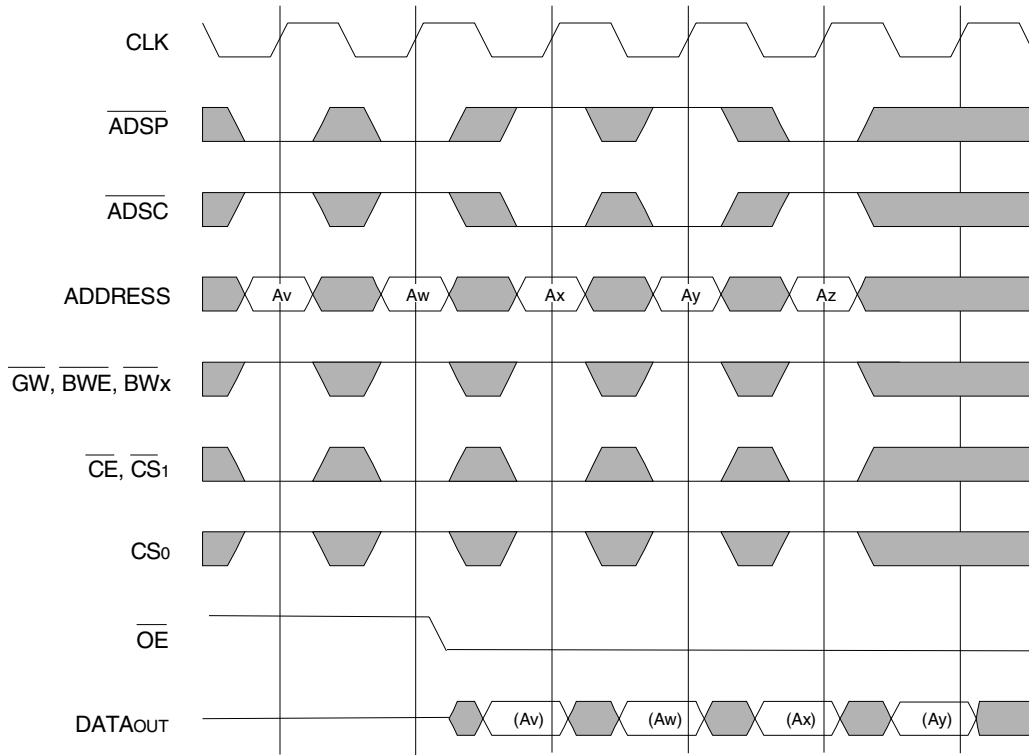 CLK
ADSP
ADSC
ADDRESS Av Aw Ax Ay Az
GW, BWE, BWx
CE, CS1
CS0
OE
DATAOUT (Av) (Aw) (Ax) (Ay)